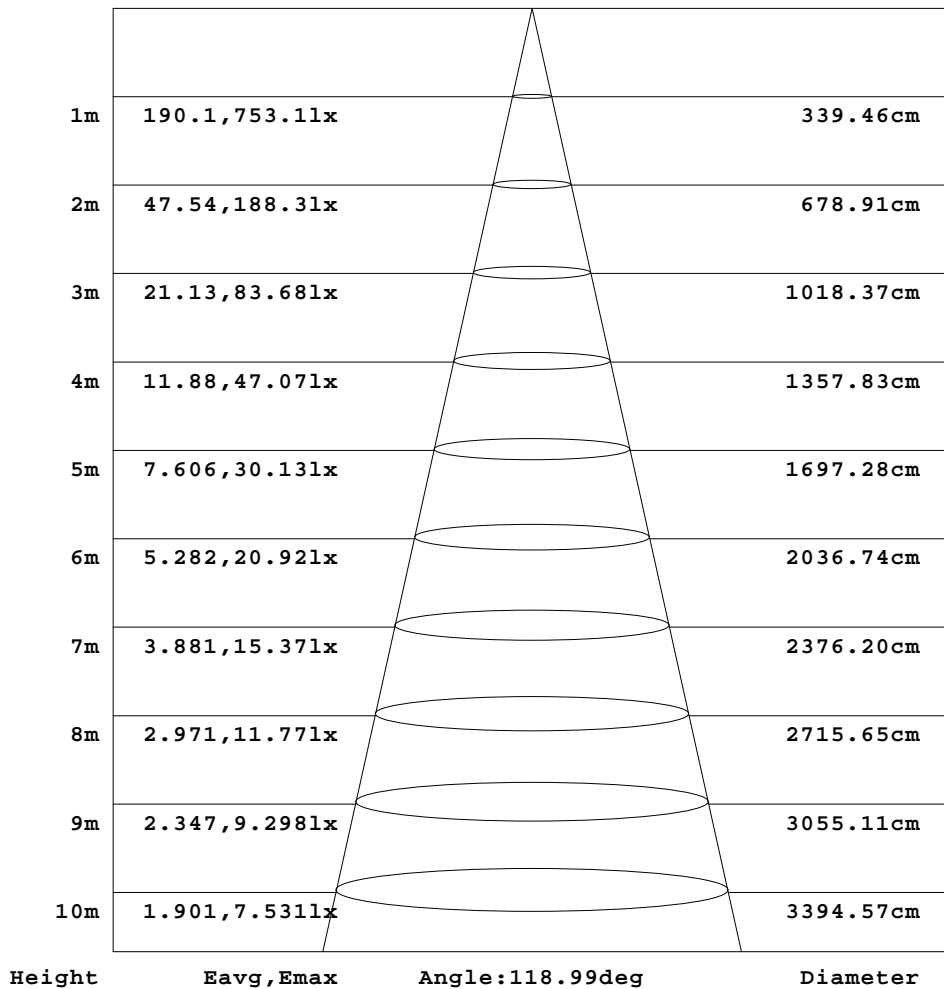 1m 190.1,753.1lx 339.46cm
2m 47.54,188.3lx 678.91cm
3m 21.13,83.68lx 1018.37cm
4m 11.88,47.07lx 1357.83cm
5m 7.606,30.13lx 1697.28cm
6m 5.282,20.92lx 2036.74cm
7m 3.881,15.37lx 2376.20cm
8m 2.971,11.77lx 2715.65cm
9m 2.347,9.298lx 3055.11cm
10m 1.901,7.531lx 3394.57cm
Height Eavg,Emax Angle:118.99deg Diameter